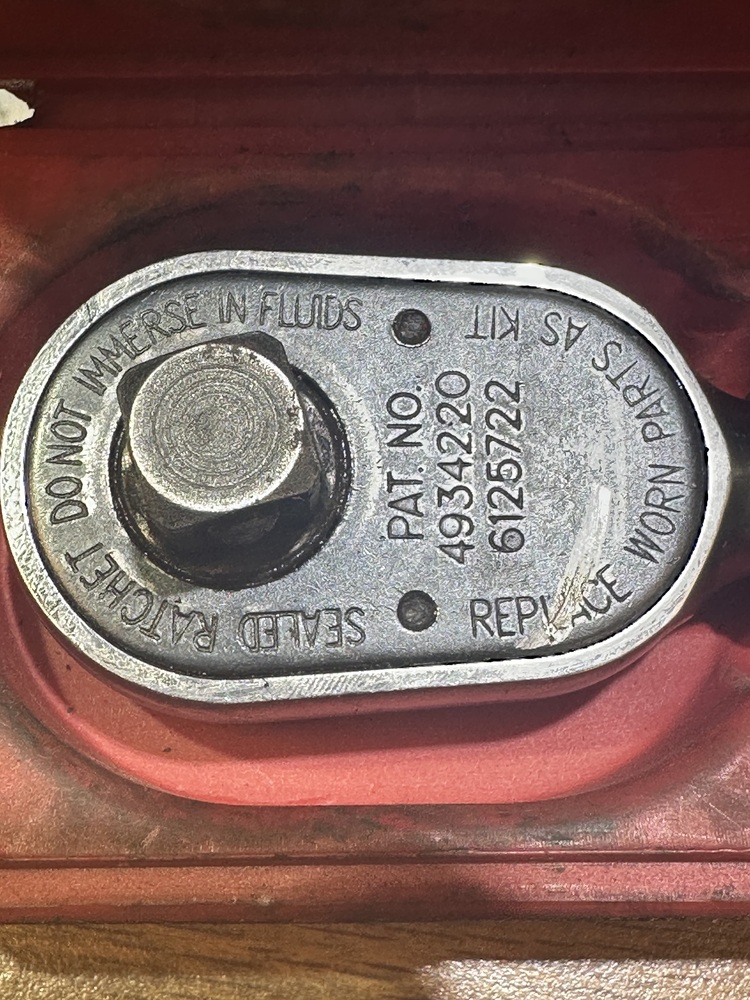 SEALED RATCHET DO NOT IMMERSE IN FLUIDS
PAT. NO.
4934220
6125722
REPLACE WORN PARTS AS KIT